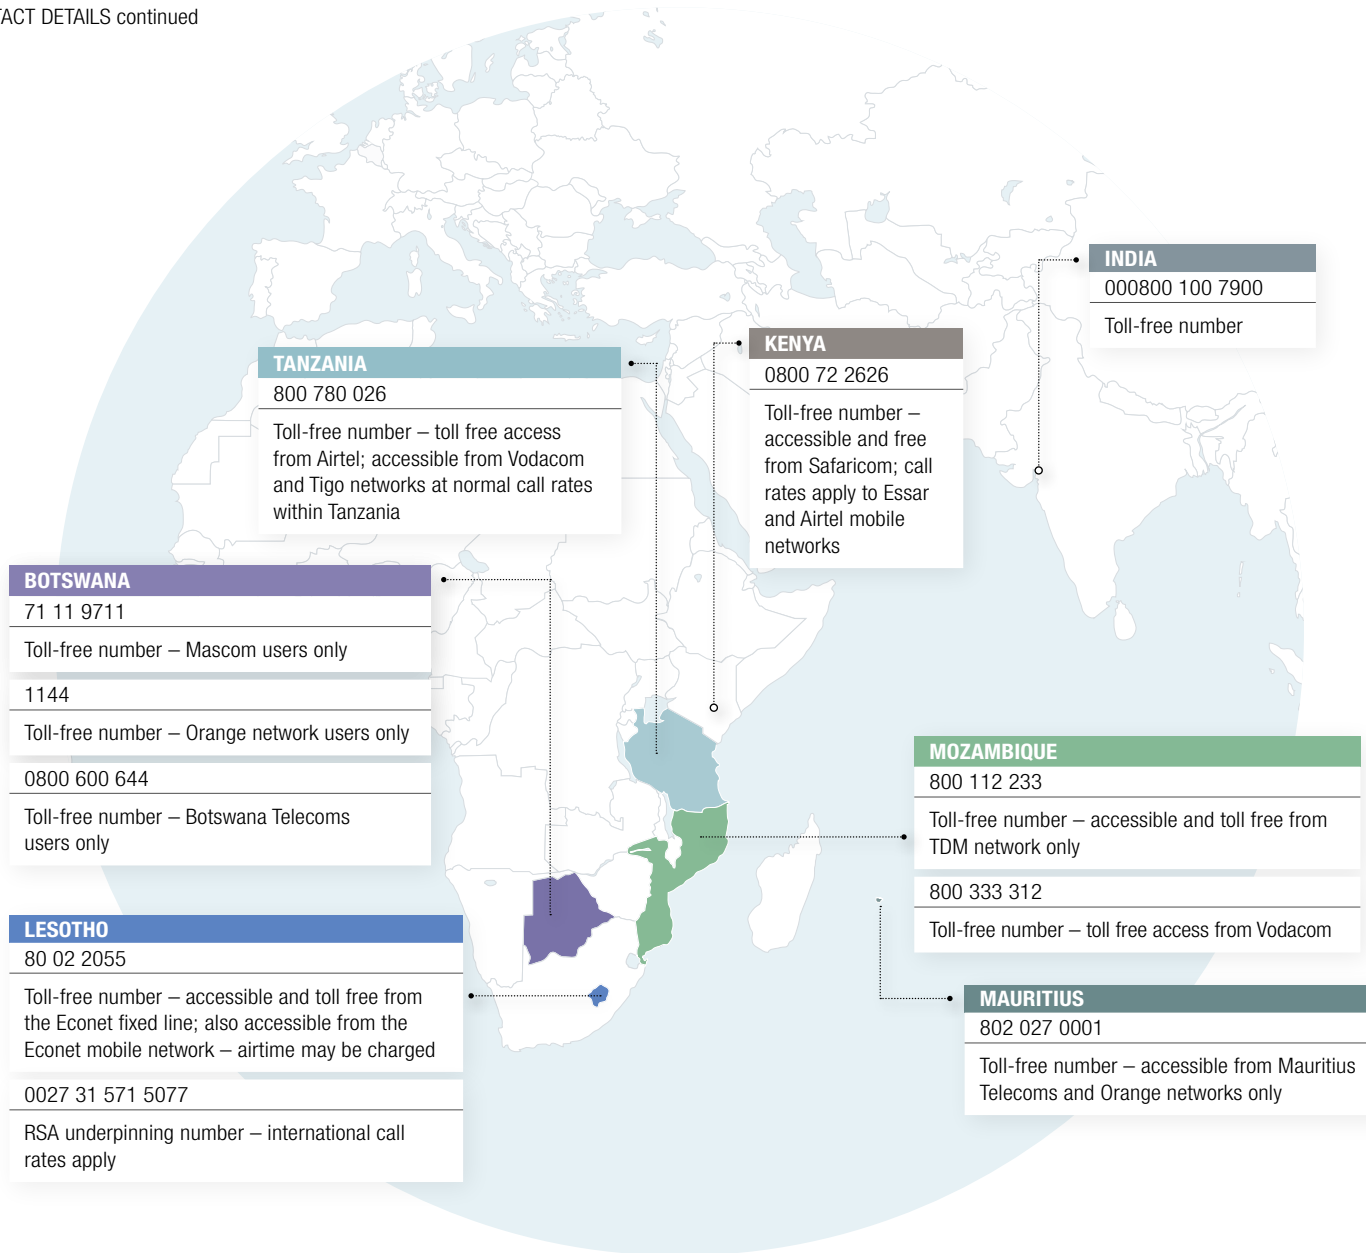 TACT DETAILS continued
INDIA
000800 100 7900
Toll-free number
KENYA
0800 72 2626
Toll-free number –
accessible and free
from Safaricom; call
rates apply to Essar
and Airtel mobile
networks
TANZANIA
800 780 026
Toll-free number – toll free access
from Airtel; accessible from Vodacom
and Tigo networks at normal call rates
within Tanzania
BOTSWANA
71 11 9711
Toll-free number – Mascom users only
1144
Toll-free number – Orange network users only
0800 600 644
Toll-free number – Botswana Telecoms
users only
MOZAMBIQUE
800 112 233
Toll-free number – accessible and toll free from
TDM network only
800 333 312
Toll-free number – toll free access from Vodacom
LESOTHO
80 02 2055
Toll-free number – accessible and toll free from
the Econet fixed line; also accessible from the
Econet mobile network – airtime may be charged
0027 31 571 5077
RSA underpinning number – international call
rates apply
MAURITIUS
802 027 0001
Toll-free number – accessible from Mauritius
Telecoms and Orange networks only